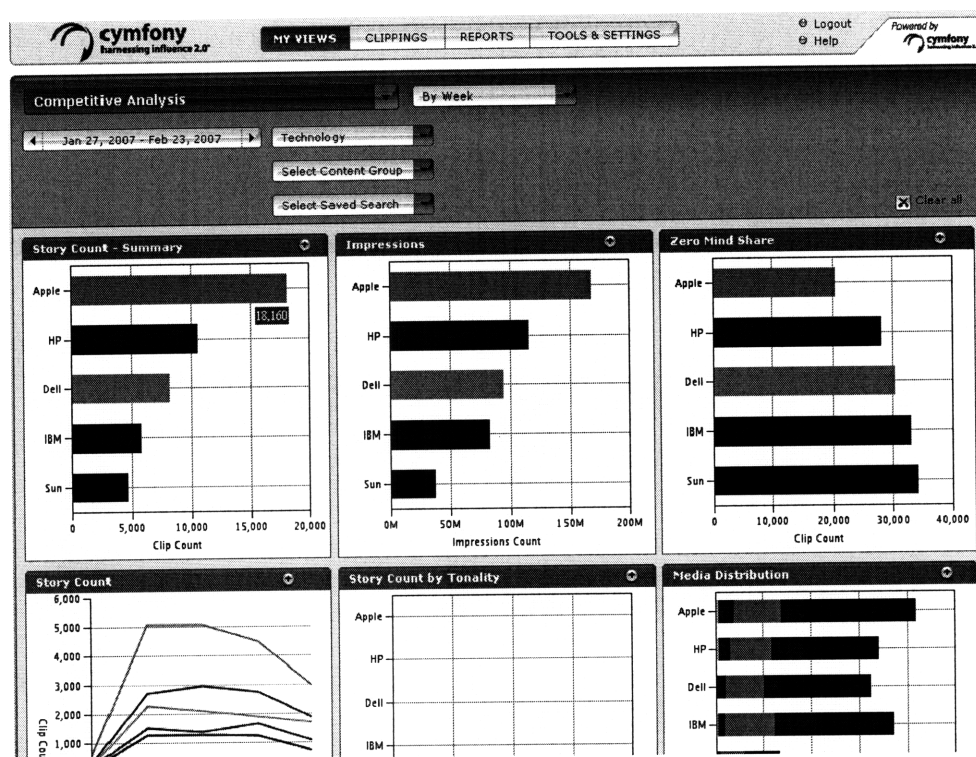 cymfony
harnessing influence 2.0
MY VIEWS
CLIPPINGS
REPORTS
TOOLS & SETTINGS
Logout
Help
Powered by
cymfony
Competitive Analysis
By Week
Jan 27, 2007 - Feb 23, 2007
Technology
Select Content Group
Select Saved Search
Clear all
Story Count - Summary
Apple
HP
Dell
IBM
Sun
18,160
0 5,000 10,000 15,000 20,000
Clip Count
Impressions
Apple
HP
Dell
IBM
Sun
0M 50M 100M 150M 200M
Impressions Count
Zero Mind Share
Apple
HP
Dell
IBM
Sun
0 10,000 20,000 30,000 40,000
Clip Count
Story Count
6,000
5,000
4,000
3,000
2,000
1,000
Story Count by Tonality
Apple
HP
Dell
IBM
Media Distribution
Apple
HP
Dell
IBM